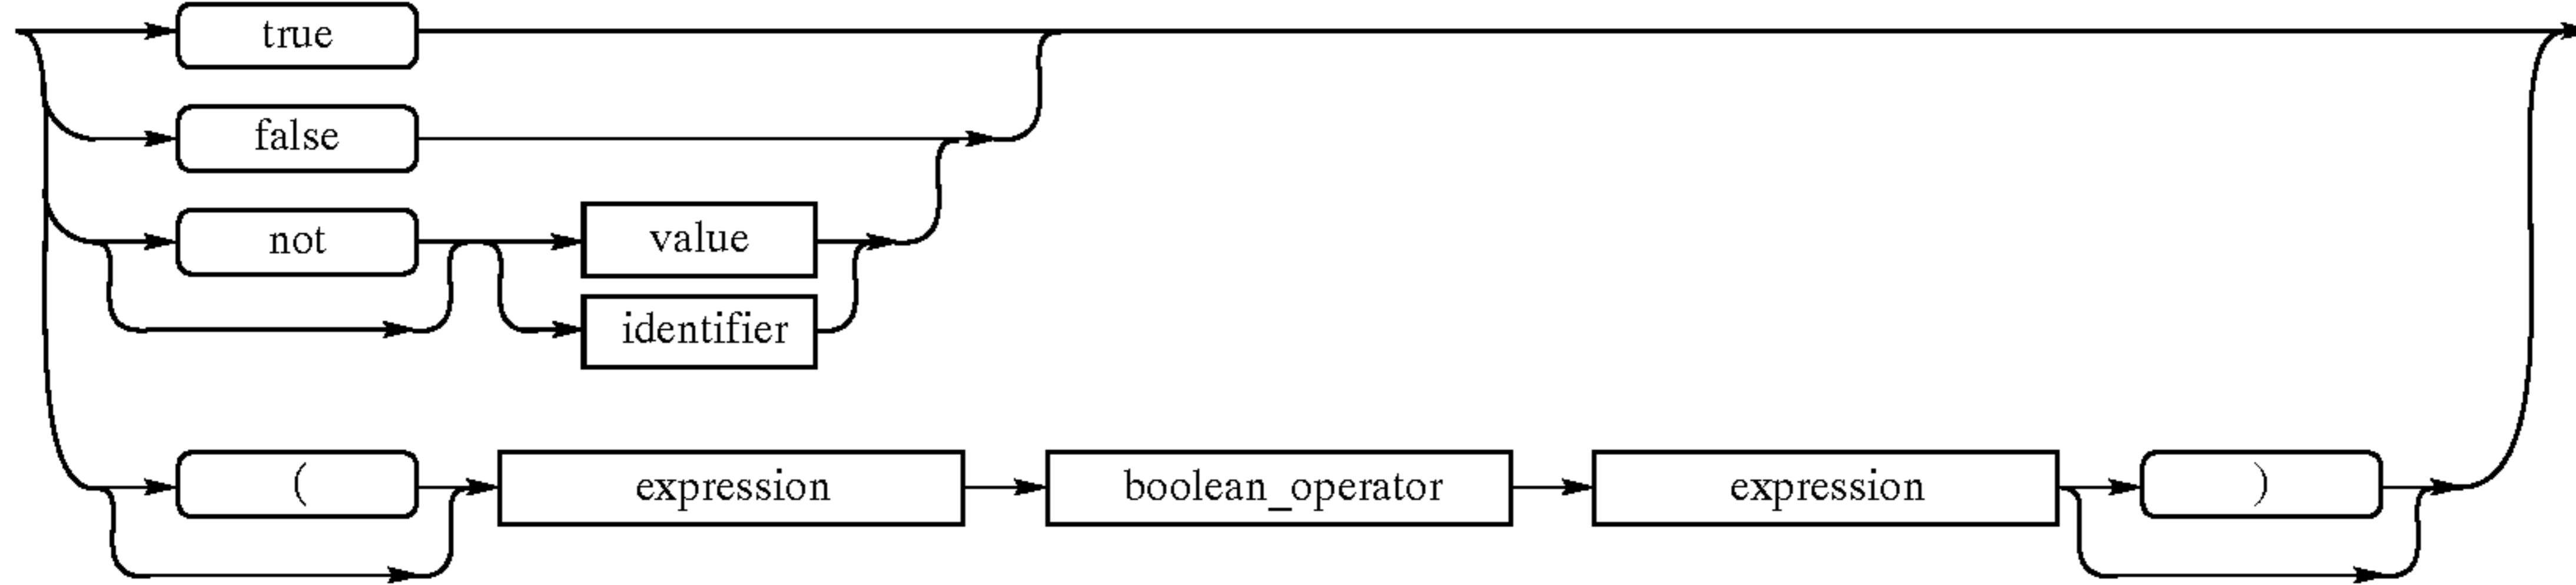 true
false
not value
identifier
( expression boolean_operator expression )